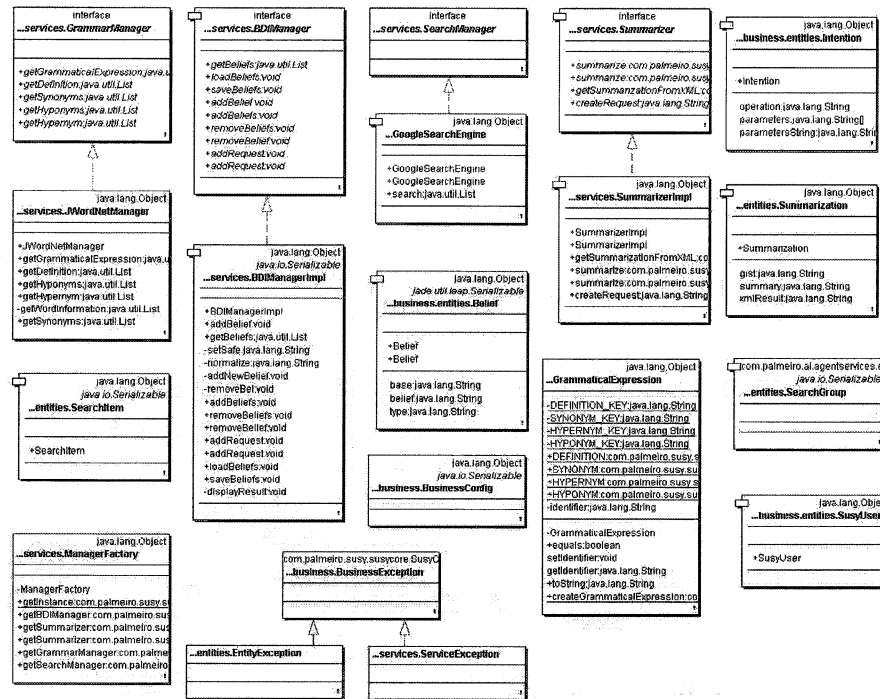 interface
...services.GrammarManager
+getGrammaticalExpression:java.u
+getDefinition:java.util.List
+getSynonyms:java.util.List
+getHyponyms:java.util.List
+getHypernym:java.util.List
interface
...services.BDIManager
+getBeliefs:java.util.List
+loadBeliefs:void
+saveBeliefs:void
+addBelief:void
+addBeliefs:void
+removeBeliefs:void
+removeBelief:void
+addRequest:void
+addRequest:void
interface
...services.SearchManager
interface
...services.Summarizer
+summarize:com.palmeiro.susy
+summarize:com.palmeiro.susy
+getSummarizationFromXML:c
+createRequest:java.lang.String
java.lang.Object
...business.entities.Intention
+Intention
operation:java.lang.String
parameters:java.lang.String[]
parametersString:java.lang.Strin
java.lang.Object
...GoogleSearchEngine
+GoogleSearchEngine
+GoogleSearchEngine
+search:java.util.List
java.lang.Object
...services.JWordNetManager
+JWordNetManager
+getGrammaticalExpression:java.u
+getDefinition:java.util.List
+getHyponyms:java.util.List
+getHypernym:java.util.List
-getWordInformation:java.util.List
+getSynonyms:java.util.List
java.lang.Object
java.io.Serializable
...services.BDIManagerImpl
+BDIManagerImpl
+addBelief:void
+getBeliefs:java.util.List
-setSafe:java.lang.String
-normalize:java.lang.String
-addNewBelief:void
-removeBel:void
+addBeliefs:void
+removeBeliefs:void
+removeBelief:void
+addRequest:void
+addRequest:void
+loadBeliefs:void
+saveBeliefs:void
-displayResult:void
java.lang.Object
jade.util.leap.Serializable
...business.entities.Belief
+Belief
+Belief
base:java.lang.String
belief:java.lang.String
type:java.lang.String
java.lang.Object
...services.SummarizerImpl
+SummarizerImpl
+SummarizerImpl
+getSummarizationFromXML:co
+summarize:com.palmeiro.susy
+summarize:com.palmeiro.susy
+createRequest:java.lang.String
java.lang.Object
...entities.Summarization
+Summarization
gist:java.lang.String
summary:java.lang.String
xmlResult:java.lang.String
java.lang.Object
java.io.Serializable
...entities.SearchItem
+SearchItem
java.lang.Object
java.io.Serializable
...business.BusinessConfig
java.lang.Object
...GrammaticalExpression
-DEFINITION_KEY:java.lang.String
-SYNONYM_KEY:java.lang.String
-HYPERNYM_KEY:java.lang.String
-HYPONYM_KEY:java.lang.String
+DEFINITION:com.palmeiro.susy.s
+SYNONYM:com.palmeiro.susy.su
+HYPERNYM:com.palmeiro.susy.s
+HYPONYM:com.palmeiro.susy.su
-identifier:java.lang.String
-GrammaticalExpression
+equals:boolean
setIdentifier:void
getIdentifier:java.lang.String
+toString:java.lang.String
+createGrammaticalExpression:co
com.palmeiro.al.agentservices.e
java.io.Serializable
...entities.SearchGroup
java.lang.Object
...business.entities.SusyUser
+SusyUser
java.lang.Object
...services.ManagerFactory
-ManagerFactory
+getInstance:com.palmeiro.susy.s
+getBDIManager:com.palmeiro.sus
+getSummarizer:com.palmeiro.sus
+getGrammarManager:com.palme
+getSearchManager:com.palmeiro
com.palmeiro.susy.susycore.SusyC
...business.BusinessException
...entities.EntityException
...services.ServiceException